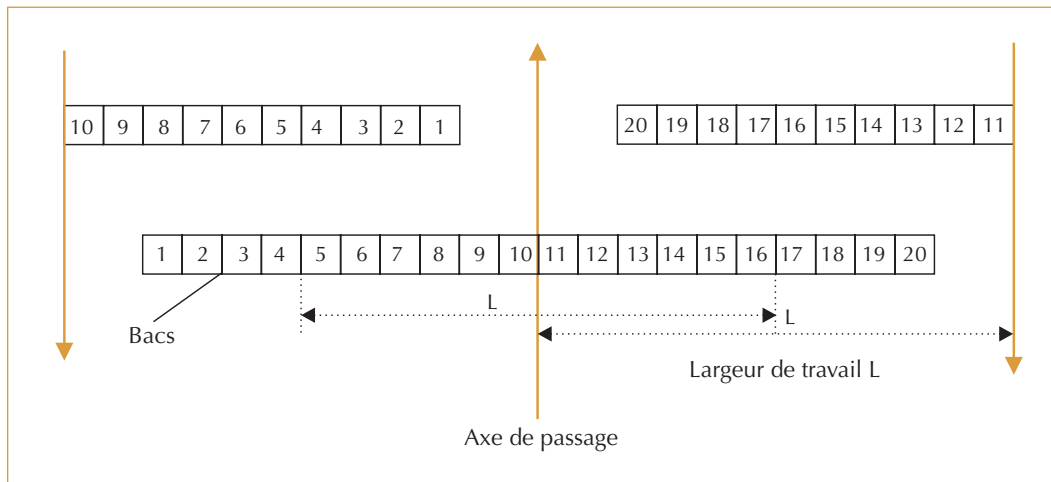 10 9 8 7 6 5 4 3 2 1
20 19 18 17 16 15 14 13 12 11
1 2 3 4 5 6 7 8 9 10 11 12 13 14 15 16 17 18 19 20
Bacs
L
L
Largeur de travail L
Axe de passage